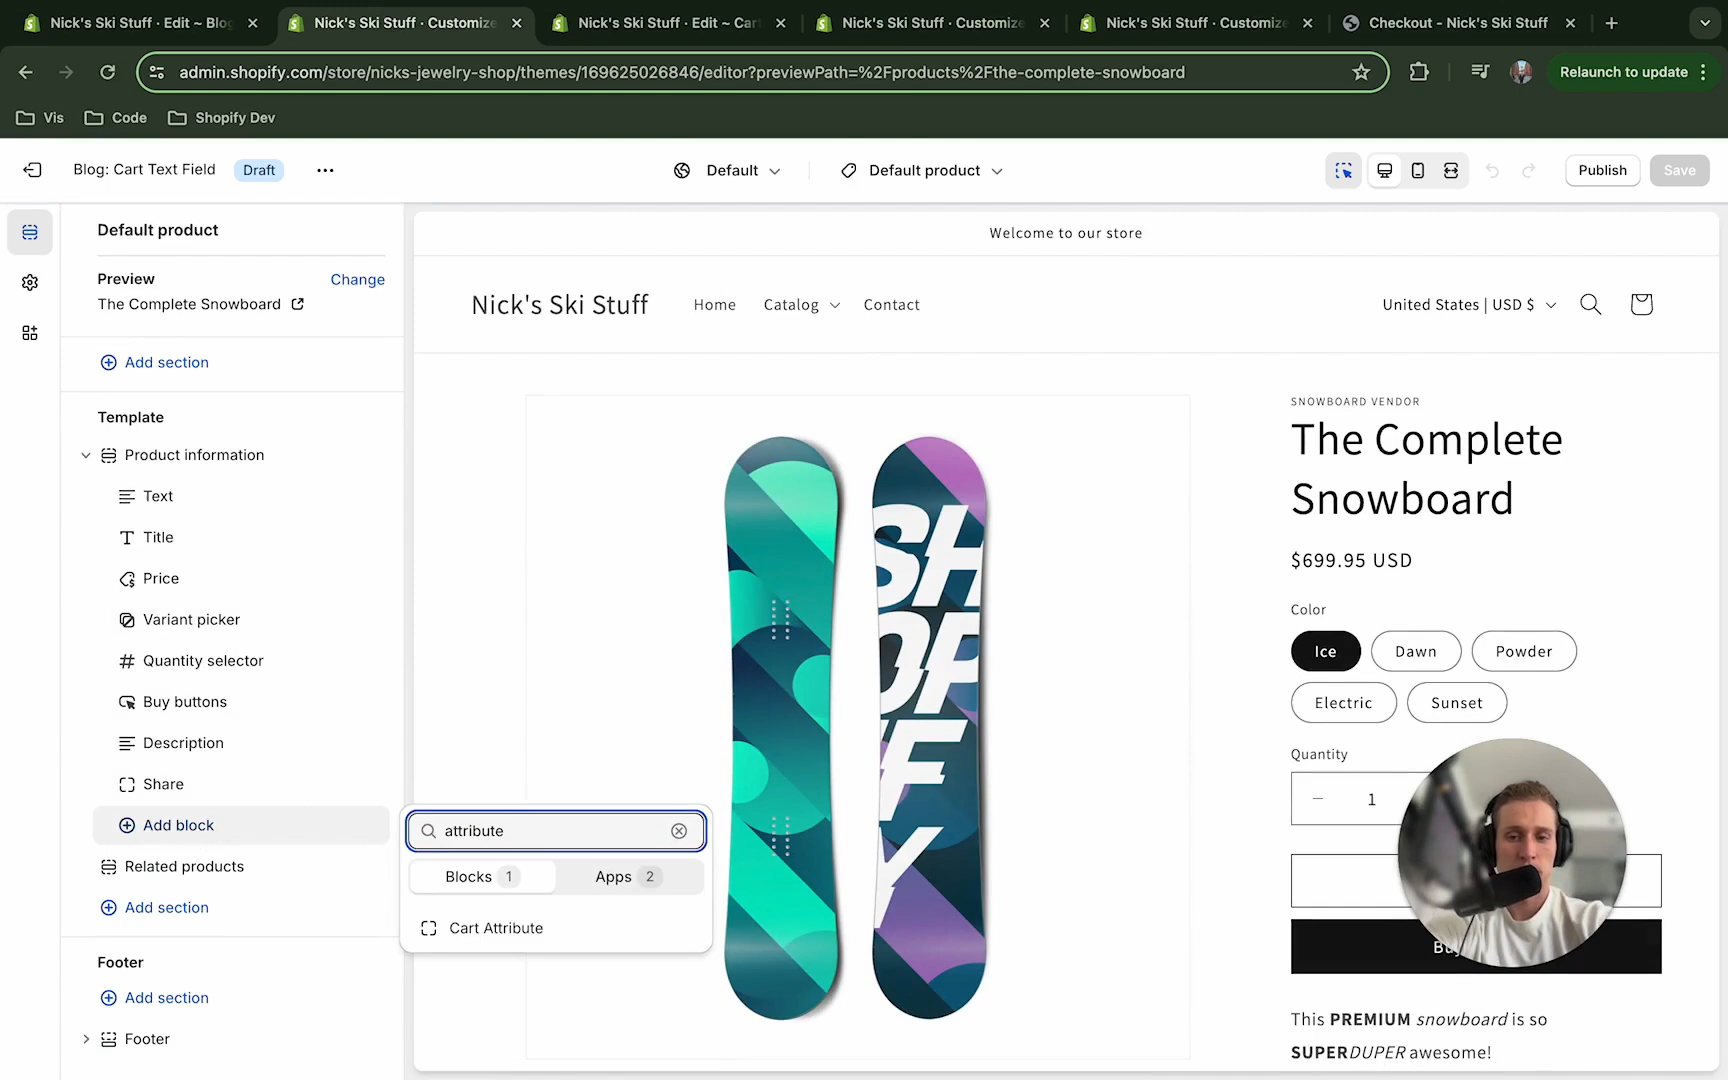 Nick's Ski Stuff · Edit ~ Blog
Nick's Ski Stuff · Customize
Nick's Ski Stuff · Edit ~ Car
Nick's Ski Stuff · Customize
Nick's Ski Stuff · Customize
Checkout - Nick's Ski Stuff
admin.shopify.com/store/nicks-jewelry-shop/themes/169625026846/editor?previewPath=%2Fproducts%2Fthe-complete-snowboard
Relaunch to update
Vis
Code
Shopify Dev
Blog: Cart Text Field
Draft
Default
Default product
Publish
Save
Default product
Preview
Change
The Complete Snowboard
Add section
Template
Product information
Text
Title
Price
Variant picker
Quantity selector
Buy buttons
Description
Share
Add block
Related products
Add section
Footer
Add section
Footer
attribute
Blocks 1
Apps 2
Cart Attribute
Welcome to our store
Nick's Ski Stuff
Home
Catalog
Contact
United States | USD $
SHOPIFY
SNOWBOARD VENDOR
The Complete
Snowboard
$699.95 USD
Color
Ice
Dawn
Powder
Electric
Sunset
Quantity
1
This PREMIUM snowboard is so
SUPERDUPER awesome!